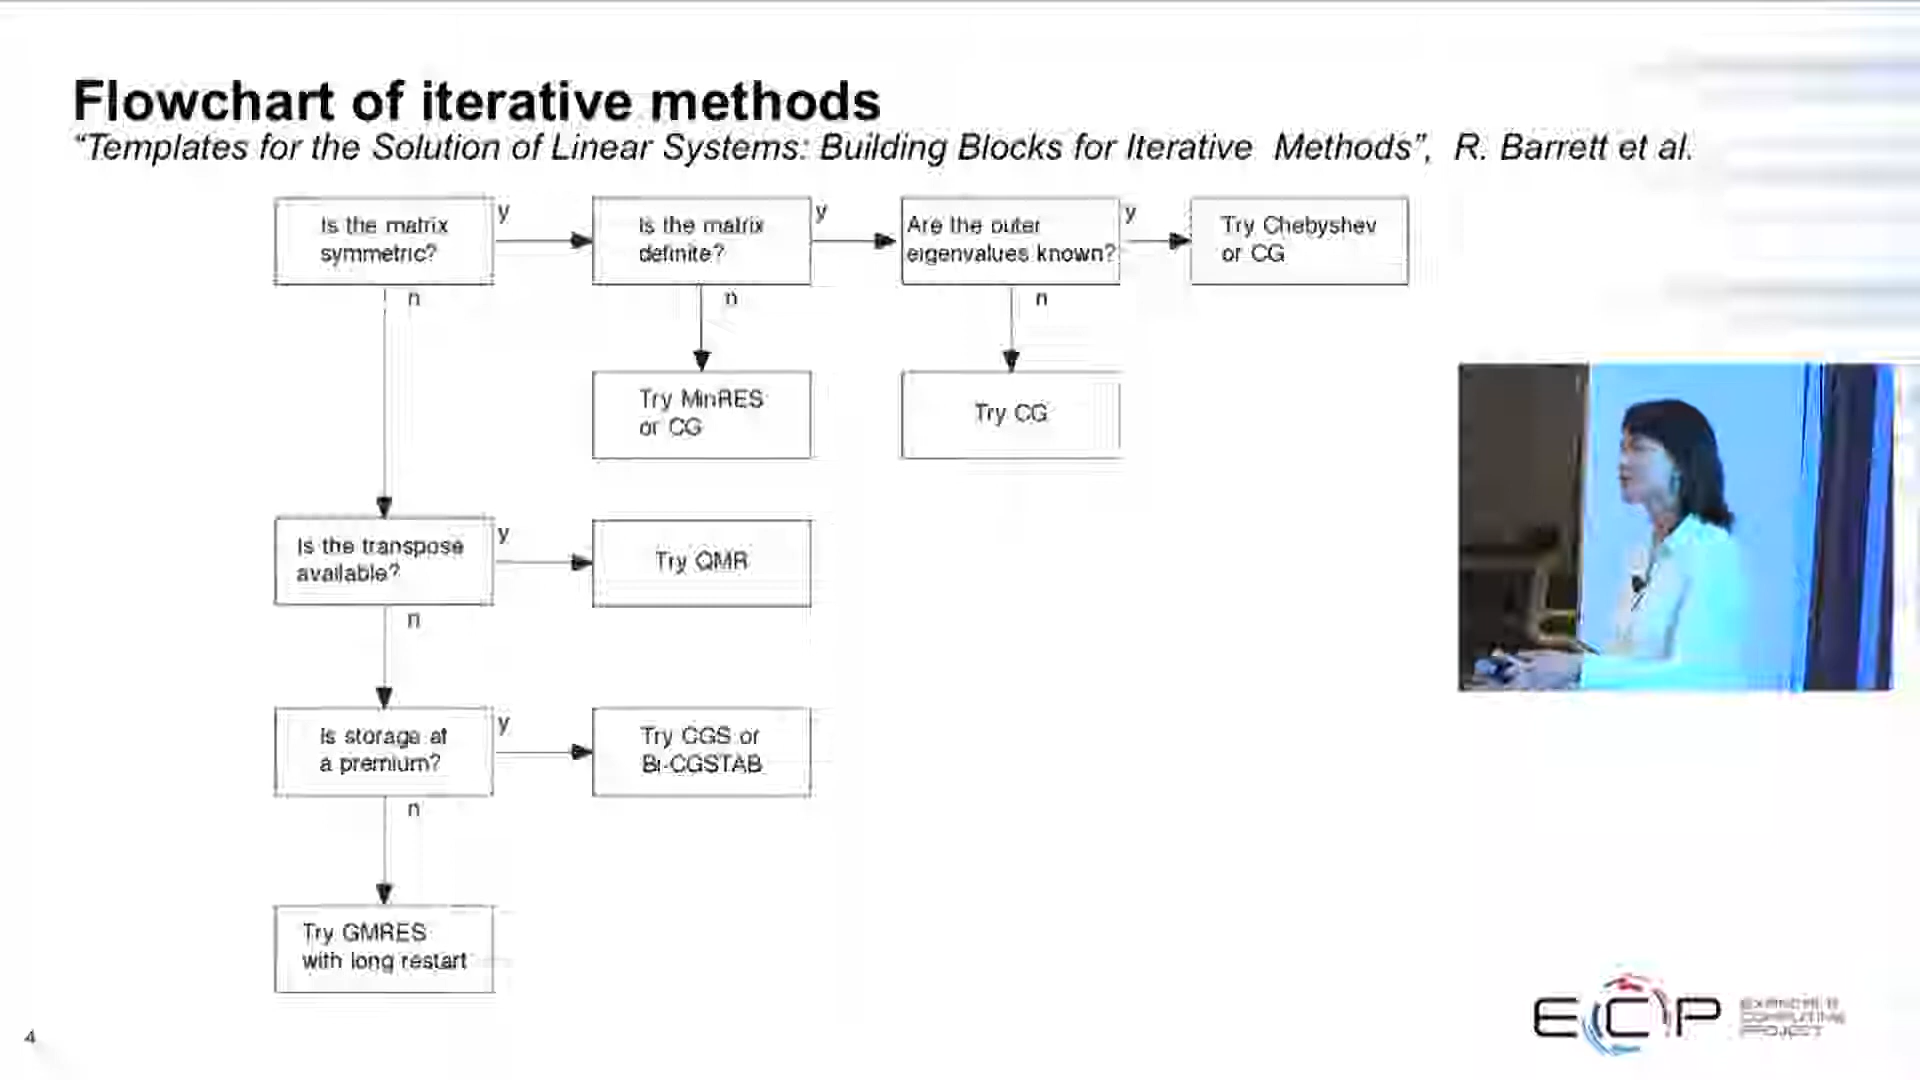 Flowchart of iterative methods
"Templates for the Solution of Linear Systems: Building Blocks for Iterative Methods", R. Barrett et al.
Is the matrix
symmetric?
y
Is the matrix
definite?
y
Are the outer
eigenvalues known?
y
Try Chebyshev
or CG
n
n
n
Try MinRES
or CG
Try CG
Is the transpose
available?
y
Try QMR
n
Is storage at
a premium?
y
Try CGS or
Bi-CGSTAB
n
Try GMRES
with long restart
4
ECP
EXASCALE
COMPUTING
PROJECT